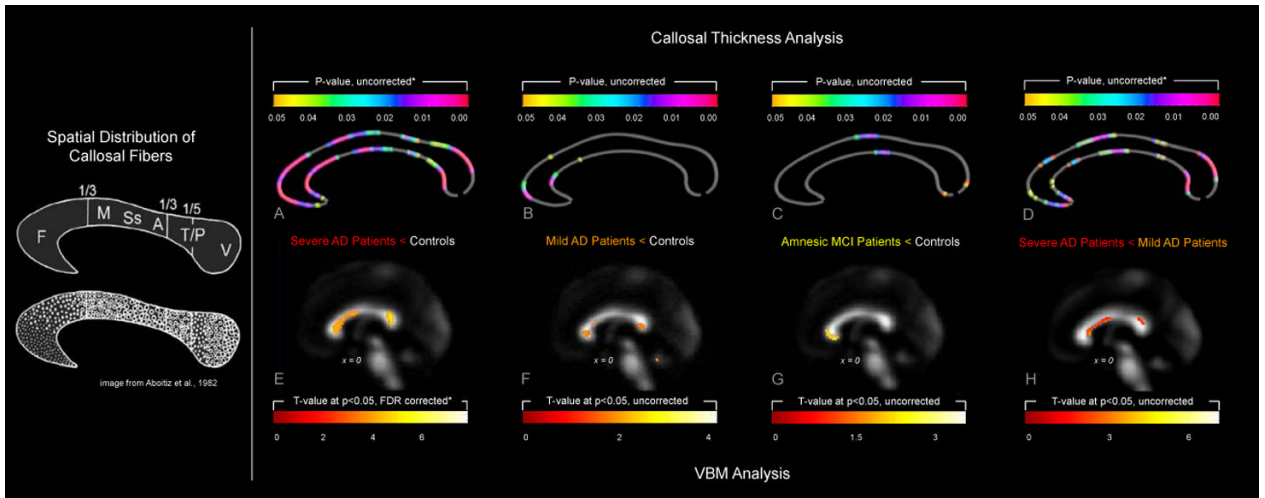 Callosal Thickness Analysis
P-value, uncorrected*
P-value, uncorrected
P-value, uncorrected
P-value, uncorrected*
0.05 0.04 0.03 0.02 0.01 0.00
0.05 0.04 0.03 0.02 0.01 0.00
0.05 0.04 0.03 0.02 0.01 0.00
0.05 0.04 0.03 0.02 0.01 0.00
Spatial Distribution of
Callosal Fibers
1/3
1/3
1/5
F
M
Ss
A
T/P
V
image from Aboitiz et al., 1982
A
B
C
D
Severe AD Patients < Controls
Mild AD Patients < Controls
Amnesic MCI Patients < Controls
Severe AD Patients < Mild AD Patients
x = 0
x = 0
x = 0
x = 0
E
F
G
H
T-value at p<0.05, FDR corrected*
T-value at p<0.05, uncorrected
T-value at p<0.05, uncorrected
T-value at p<0.05, uncorrected
0 2 4 6
0 2 4
0 1.5 3
0 3 6
VBM Analysis